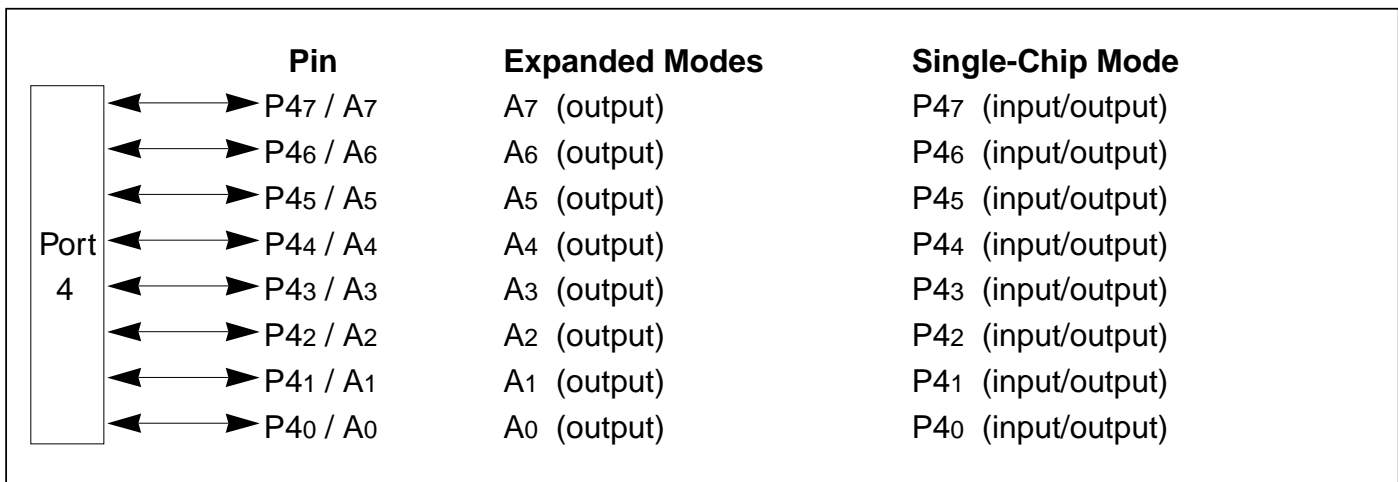 Pin Expanded Modes Single-Chip Mode
P47 / A7 A7 (output) P47 (input/output)
P46 / A6 A6 (output) P46 (input/output)
P45 / A5 A5 (output) P45 (input/output)
Port P44 / A4 A4 (output) P44 (input/output)
4 P43 / A3 A3 (output) P43 (input/output)
P42 / A2 A2 (output) P42 (input/output)
P41 / A1 A1 (output) P41 (input/output)
P40 / A0 A0 (output) P40 (input/output)